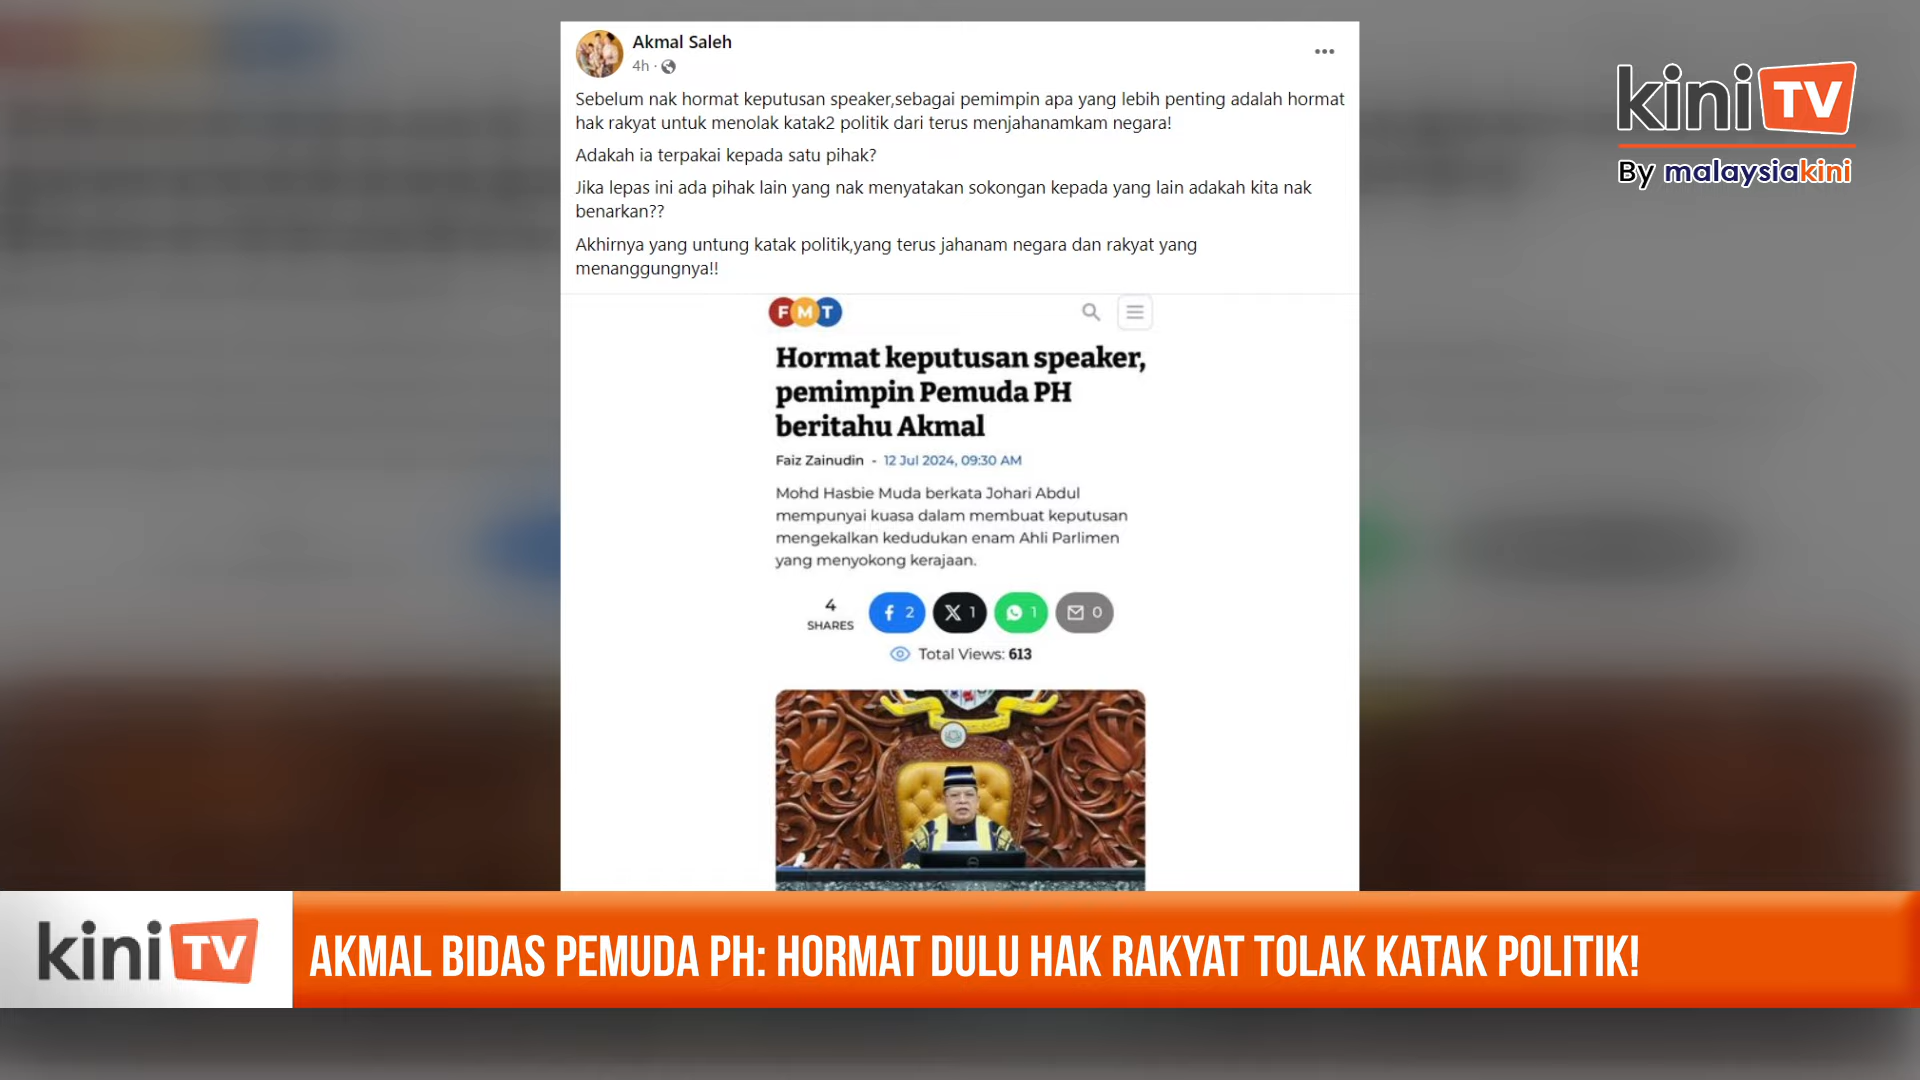 Akmal Saleh
4h ·
Sebelum nak hormat keputusan speaker,sebagai pemimpin apa yang lebih penting adalah hormat
hak rakyat untuk menolak katak2 politik dari terus menjahanamkam negara!
Adakah ia terpakai kepada satu pihak?
Jika lepas ini ada pihak lain yang nak menyatakan sokongan kepada yang lain adakah kita nak
benarkan??
Akhirnya yang untung katak politik,yang terus jahanam negara dan rakyat yang
menanggungnya!!
FMT
Hormat keputusan speaker,
pemimpin Pemuda PH
beritahu Akmal
Faiz Zainudin - 12 Jul 2024, 09:30 AM
Mohd Hasbie Muda berkata Johari Abdul
mempunyai kuasa dalam membuat keputusan
mengekalkan kedudukan enam Ahli Parlimen
yang menyokong kerajaan.
4
SHARES
2
1
1
0
Total Views: 613
kini TV
By malaysiakini
kini TV
AKMAL BIDAS PEMUDA PH: HORMAT DULU HAK RAKYAT TOLAK KATAK POLITIK!